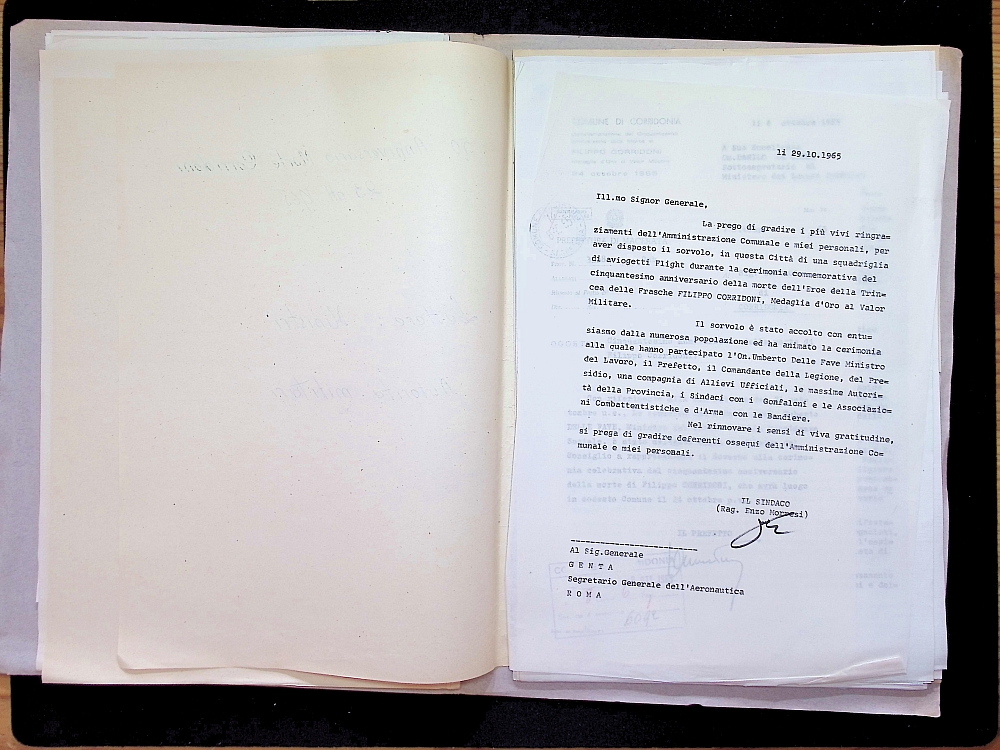 li 29.10.1965
Ill.mo Signor Generale,
La prego di gradire i più vivi ringra=
ziamenti dell'Amministrazione Comunale e miei personali, per
aver disposto il sorvolo, in questa Città di una squadriglia
di aviogetti Flight durante la cerimonia commemorativa del
cinquantesimo anniversario della morte dell'Eroe della Trin=
cea delle Frasche FILIPPO CORRIDONI, Medaglia d'Oro al Valor
Militare.
Il sorvolo è stato accolto con entu=
siasmo dalla numerosa popolazione ed ha animato la cerimonia
alla quale hanno partecipato l'On.Umberto Delle Fave Ministro
del Lavoro, il Prefetto, il Comandante della Legione, del Pre=
sidio, una compagnia di Allievi Ufficiali, le massime Autori=
tà della Provincia, i Sindaci con i Gonfaloni e le Associazio=
ni Combattentistiche e d'Arma con le Bandiere.
Nel rinnovare i sensi di viva gratitudine,
si prega di gradire deferenti ossequi dell'Amministrazione Co=
munale e miei personali.
IL SINDACO
(Rag. Enzo Mornesi)
Al Sig.Generale
G E N T A
Segretario Generale dell'Aeronautica
R O M A